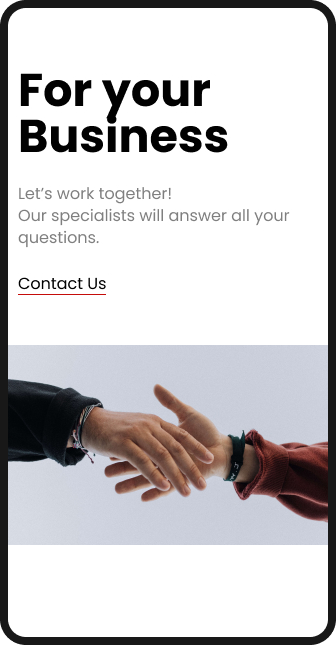 For your
Business
Let’s work together!
Our specialists will answer all your
questions.
Contact Us